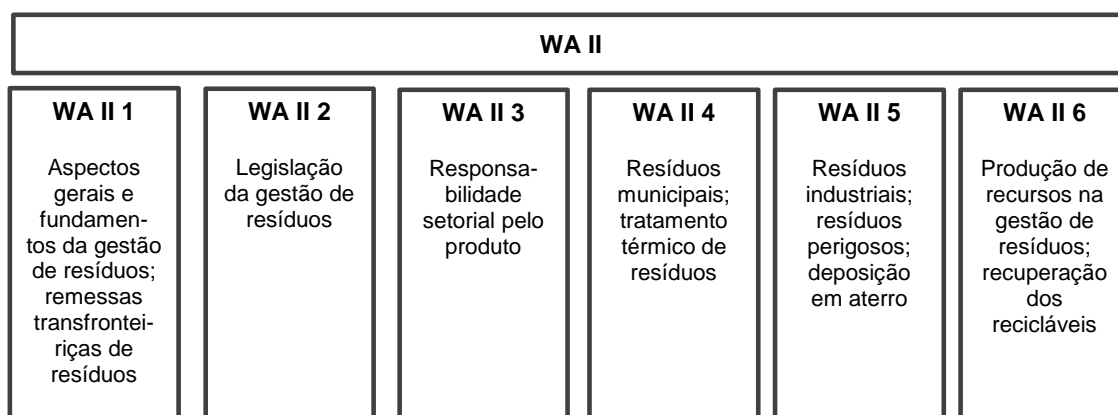 WA II
WA II 1
Aspectos
gerais e
fundamen-
tos da gestão
de resíduos;
remessas
transfrontei-
riças de
resíduos
WA II 2
Legislação
da gestão de
resíduos
WA II 3
Responsa-
bilidade
setorial pelo
produto
WA II 4
Resíduos
municipais;
tratamento
térmico de
resíduos
WA II 5
Resíduos
industriais;
resíduos
perigosos;
deposição
em aterro
WA II 6
Produção de
recursos na
gestão de
resíduos;
recuperação
dos
recicláveis